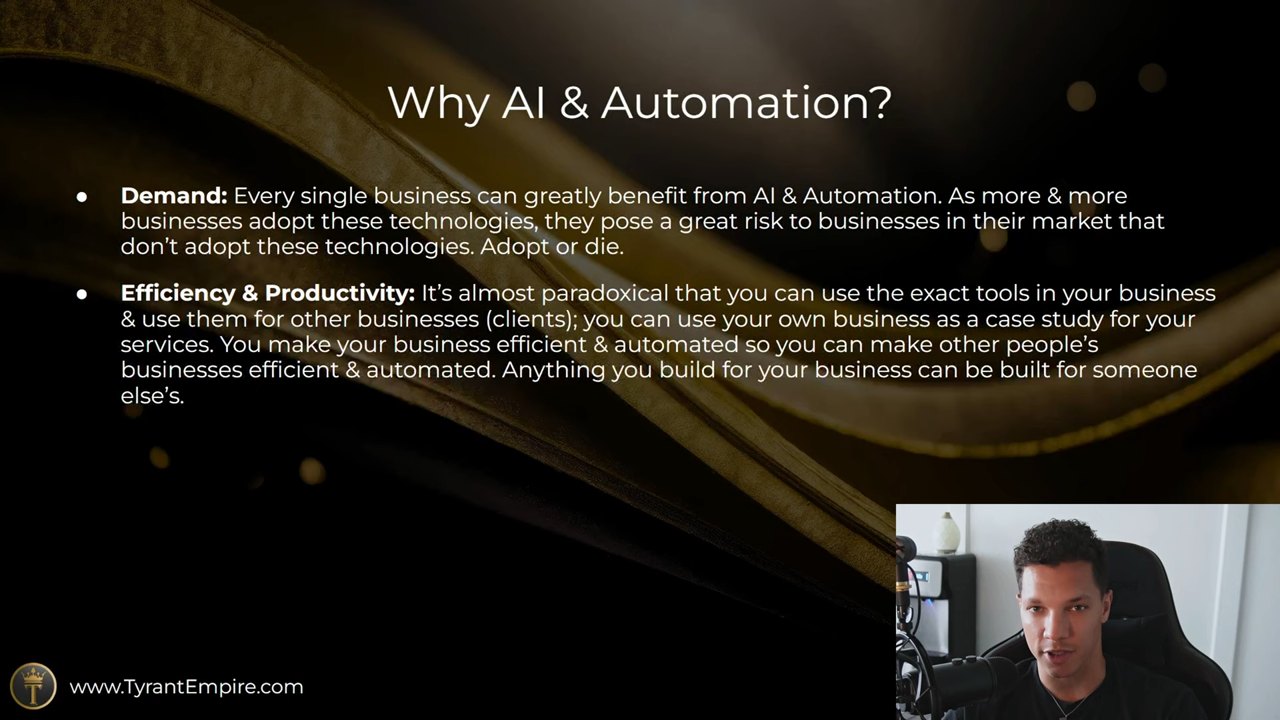 Why AI & Automation?
● Demand: Every single business can greatly benefit from AI & Automation. As more & more
businesses adopt these technologies, they pose a great risk to businesses in their market that
don’t adopt these technologies. Adopt or die.
● Efficiency & Productivity: It’s almost paradoxical that you can use the exact tools in your business
& use them for other businesses (clients); you can use your own business as a case study for your
services. You make your business efficient & automated so you can make other people’s
businesses efficient & automated. Anything you build for your business can be built for someone
else’s.
T
www.TyrantEmpire.com